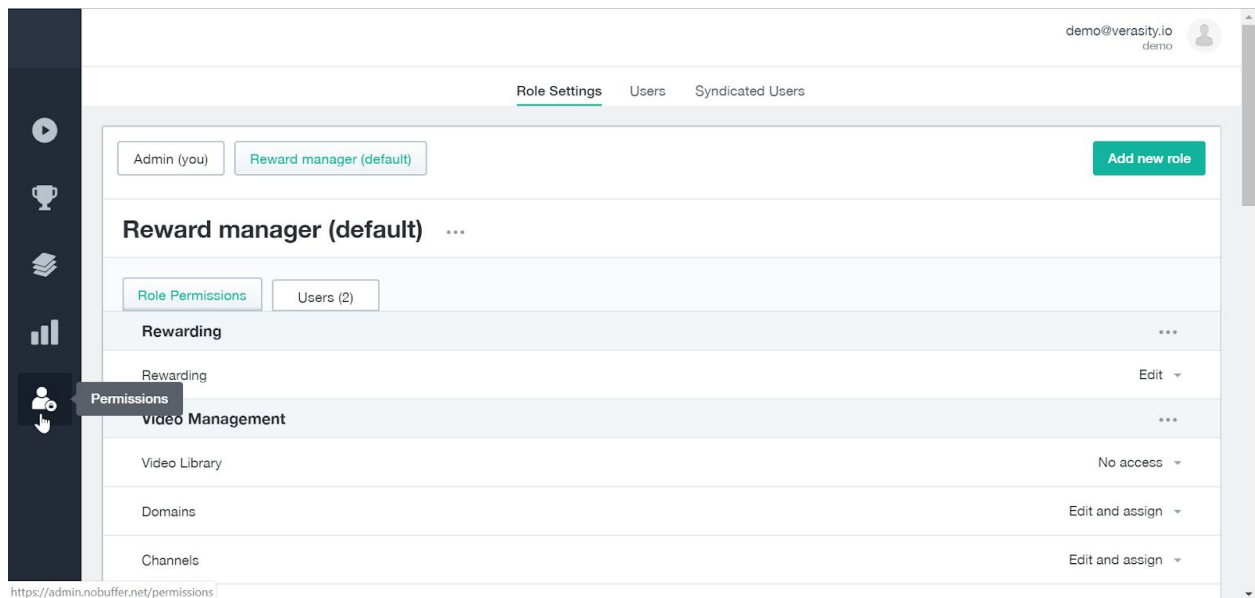 demo@verasity.io
demo
Role Settings Users Syndicated Users
Admin (you) Reward manager (default) Add new role
Reward manager (default) ...
Role Permissions Users (2)
Rewarding ...
Rewarding Edit
Permissions
Video Management ...
Video Library No access
Domains Edit and assign
Channels Edit and assign
https://admin.nobuffer.net/permissions